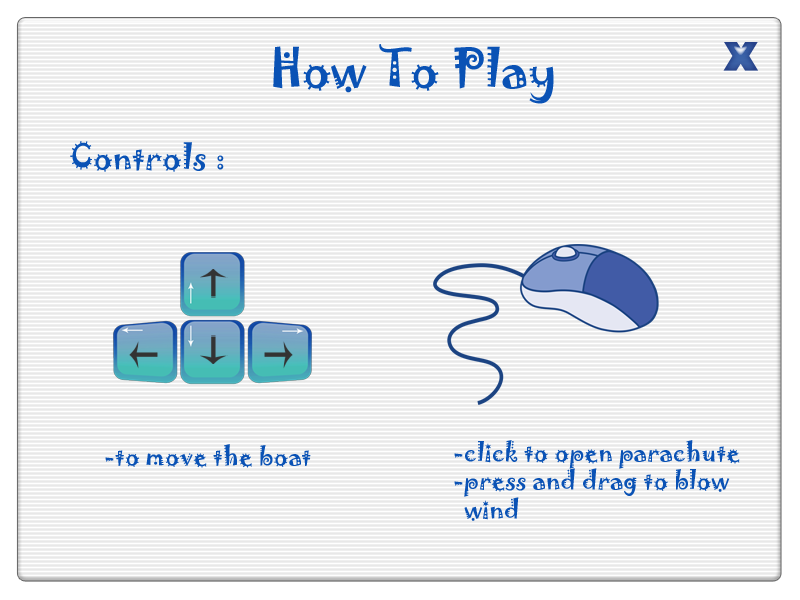 How To Play
X
Controls :
↑
← ↓ →
-to move the boat
-click to open parachute
-press and drag to blow
wind